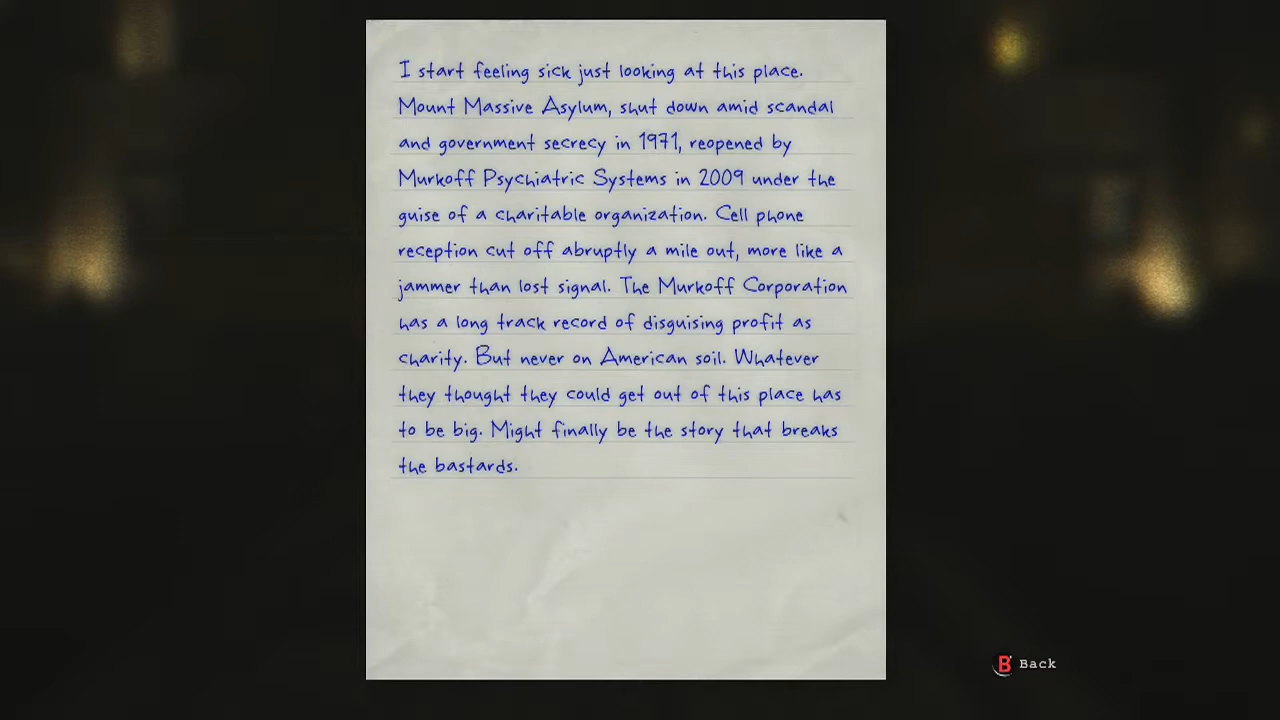 I start feeling sick just looking at this place.
Mount Massive Asylum, shut down amid scandal
and government secrecy in 1971, reopened by
Murkoff Psychiatric Systems in 2009 under the
guise of a charitable organization. Cell phone
reception cut off abruptly a mile out, more like a
jammer than lost signal. The Murkoff Corporation
has a long track record of disguising profit as
charity. But never on American soil. Whatever
they thought they could get out of this place has
to be big. Might finally be the story that breaks
the bastards.
B Back